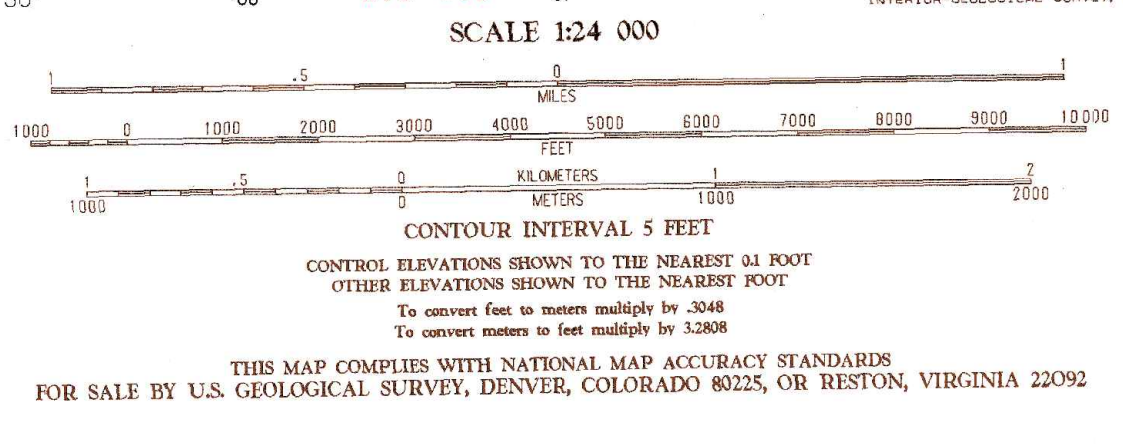 SCALE 1:24 000
1 .5 0 1
MILES
1000 0 1000 2000 3000 4000 5000 6000 7000 8000 9000 10000
FEET
1 .5 0 KILOMETERS 1 2
1000 0 METERS 1000 2000
CONTOUR INTERVAL 5 FEET
CONTROL ELEVATIONS SHOWN TO THE NEAREST 0.1 FOOT
OTHER ELEVATIONS SHOWN TO THE NEAREST FOOT
To convert feet to meters multiply by .3048
To convert meters to feet multiply by 3.2808
THIS MAP COMPLIES WITH NATIONAL MAP ACCURACY STANDARDS
FOR SALE BY U.S. GEOLOGICAL SURVEY, DENVER, COLORADO 80225, OR RESTON, VIRGINIA 22092